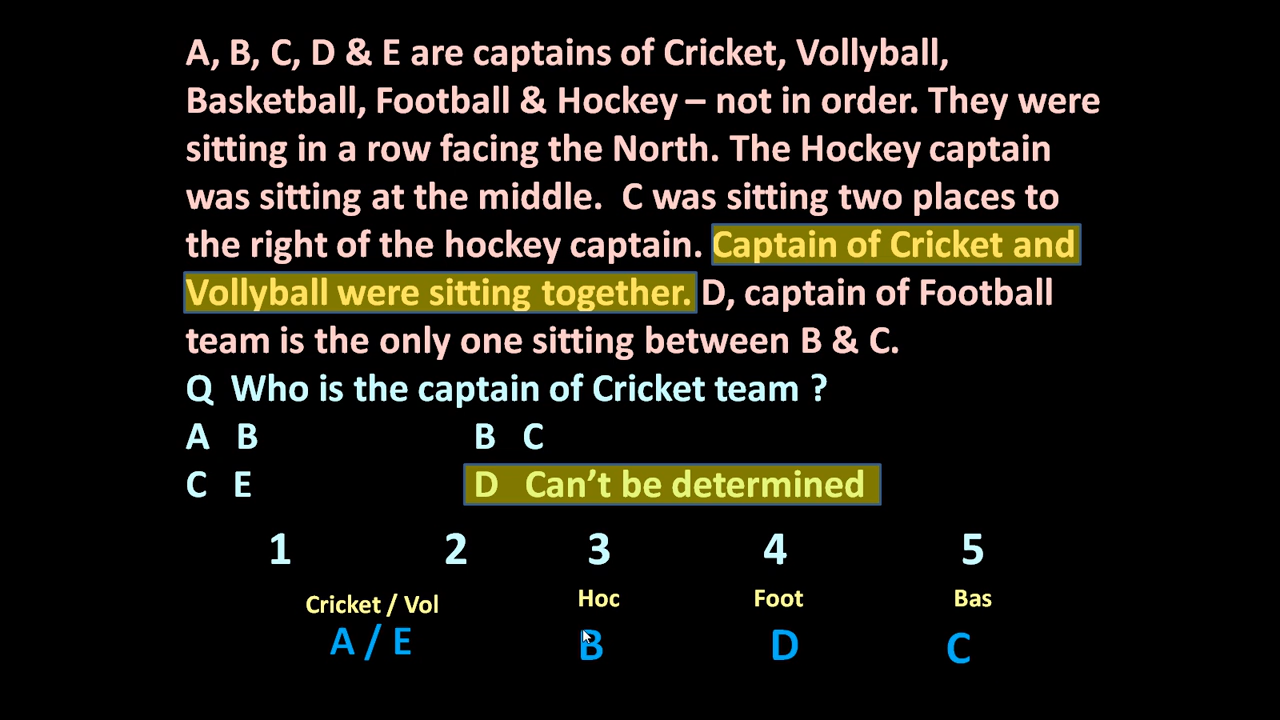 A, B, C, D & E are captains of Cricket, Vollyball,
Basketball, Football & Hockey – not in order. They were
sitting in a row facing the North. The Hockey captain
was sitting at the middle.  C was sitting two places to
the right of the hockey captain. Captain of Cricket and
Vollyball were sitting together. D, captain of Football
team is the only one sitting between B & C.
Q  Who is the captain of Cricket team ?
A  B    B  C
C  E    D  Can’t be determined
1 2 3 4 5
Cricket / Vol Hoc Foot Bas
A / E B D C